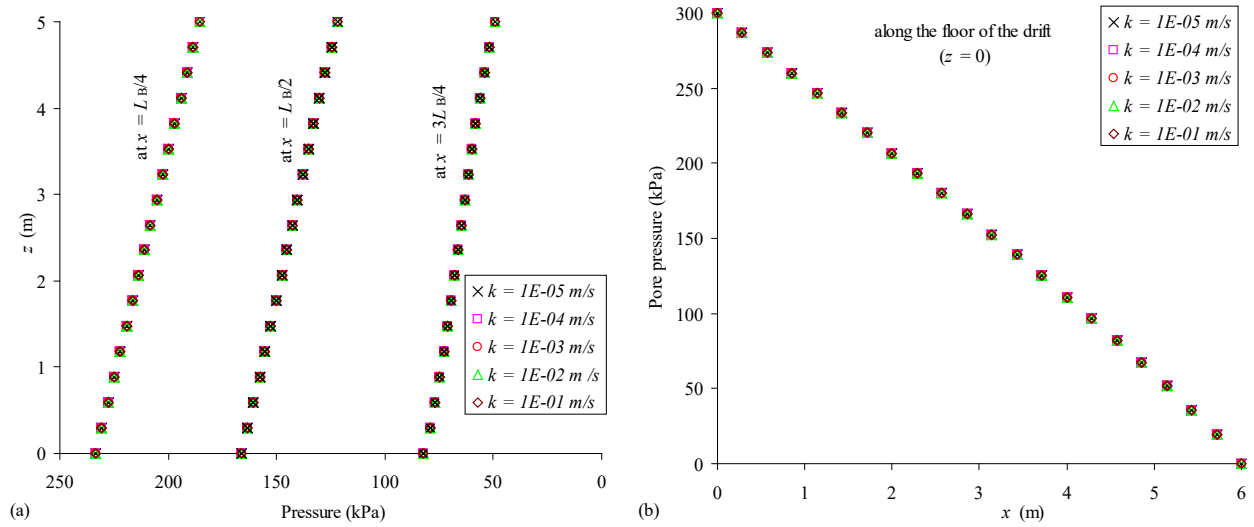 5
4
3
2
1
0
z (m)
at x = L B/4
at x = L B/2
at x = 3L B/4
k = 1E-05 m/s
k = 1E-04 m/s
k = 1E-03 m/s
k = 1E-02 m /s
k = 1E-01 m/s
250
200
150
100
50
0
(a)
Pressure (kPa)
300
250
200
150
100
50
0
Pore pressure (kPa)
along the floor of the drift
(z = 0)
k = 1E-05 m/s
k = 1E-04 m/s
k = 1E-03 m/s
k = 1E-02 m/s
k = 1E-01 m/s
0
1
2
3
4
5
6
(b)
x (m)